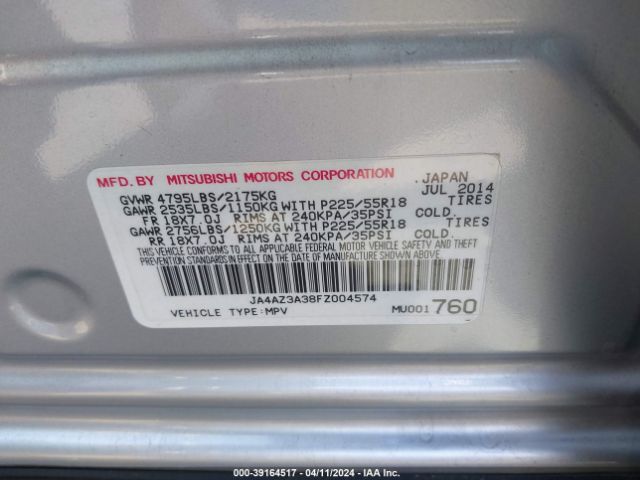 MFD. BY MITSUBISHI MOTORS CORPORATION JAPAN
GVWR 4795LBS/2175KG JUL 2014
GAWR 2535LBS/1150KG WITH P225/55R18 TIRES
FR 18X7.0J RIMS AT 240KPA/35PSI COLD.
GAWR 2756LBS/1250KG WITH P225/55R18 TIRES
RR 18X7.0J RIMS AT 240KPA/35PSI COLD.
THIS VEHICLE CONFORMS TO ALL APPLICABLE FEDERAL MOTOR VEHICLE SAFETY AND THEFT
PREVENTION STANDARDS IN EFFECT ON THE DATE OF MANUFACTURE SHOWN ABOVE.
JA4AZ3A38FZ004574
VEHICLE TYPE:MPV MU001 760
000-39164517 - 04/11/2024 - IAA Inc.